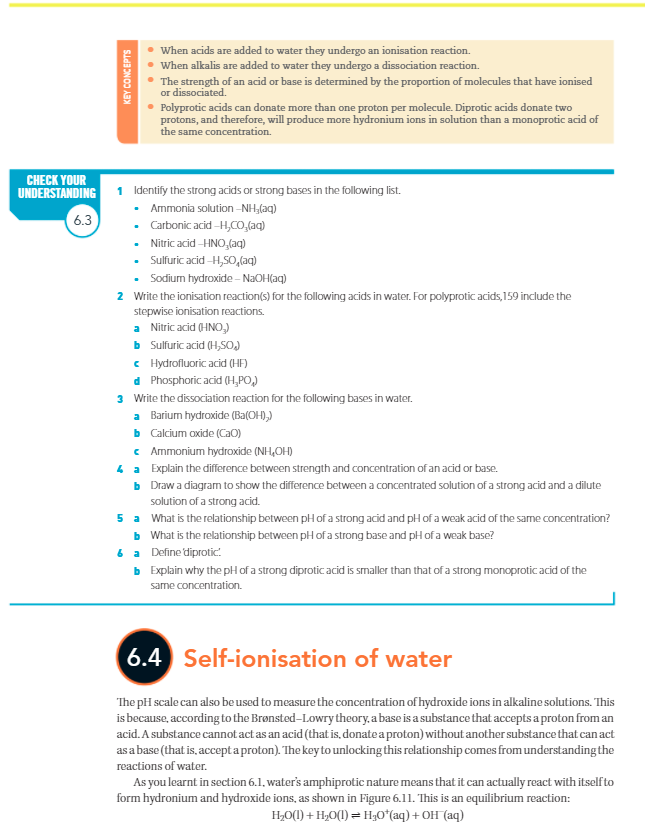 KEY CONCEPTS
• When acids are added to water they undergo an ionisation reaction.
• When alkalis are added to water they undergo a dissociation reaction.
• The strength of an acid or base is determined by the proportion of molecules that have ionised
or dissociated.
• Polyprotic acids can donate more than one proton per molecule. Diprotic acids donate two
protons, and therefore, will produce more hydronium ions in solution than a monoprotic acid of
the same concentration.
CHECK YOUR
UNDERSTANDING
6.3
1 Identify the strong acids or strong bases in the following list.
• Ammonia solution –NH₃(aq)
• Carbonic acid –H₂CO₃(aq)
• Nitric acid –HNO₃(aq)
• Sulfuric acid –H₂SO₄(aq)
• Sodium hydroxide – NaOH(aq)
2 Write the ionisation reaction(s) for the following acids in water. For polyprotic acids,159 include the
stepwise ionisation reactions.
a Nitric acid (HNO₃)
b Sulfuric acid (H₂SO₄)
c Hydrofluoric acid (HF)
d Phosphoric acid (H₃PO₄)
3 Write the dissociation reaction for the following bases in water.
a Barium hydroxide (Ba(OH)₂)
b Calcium oxide (CaO)
c Ammonium hydroxide (NH₄OH)
4 a Explain the difference between strength and concentration of an acid or base.
b Draw a diagram to show the difference between a concentrated solution of a strong acid and a dilute
solution of a strong acid.
5 a What is the relationship between pH of a strong acid and pH of a weak acid of the same concentration?
b What is the relationship between pH of a strong base and pH of a weak base?
6 a Define 'diprotic'.
b Explain why the pH of a strong diprotic acid is smaller than that of a strong monoprotic acid of the
same concentration.
6.4 Self-ionisation of water
The pH scale can also be used to measure the concentration of hydroxide ions in alkaline solutions. This
is because, according to the Brønsted–Lowry theory, a base is a substance that accepts a proton from an
acid. A substance cannot act as an acid (that is, donate a proton) without another substance that can act
as a base (that is, accept a proton). The key to unlocking this relationship comes from understanding the
reactions of water.
As you learnt in section 6.1, water's amphiprotic nature means that it can actually react with itself to
form hydronium and hydroxide ions, as shown in Figure 6.11. This is an equilibrium reaction:
H₂O(l) + H₂O(l) ⇌ H₃O⁺(aq) + OH⁻(aq)